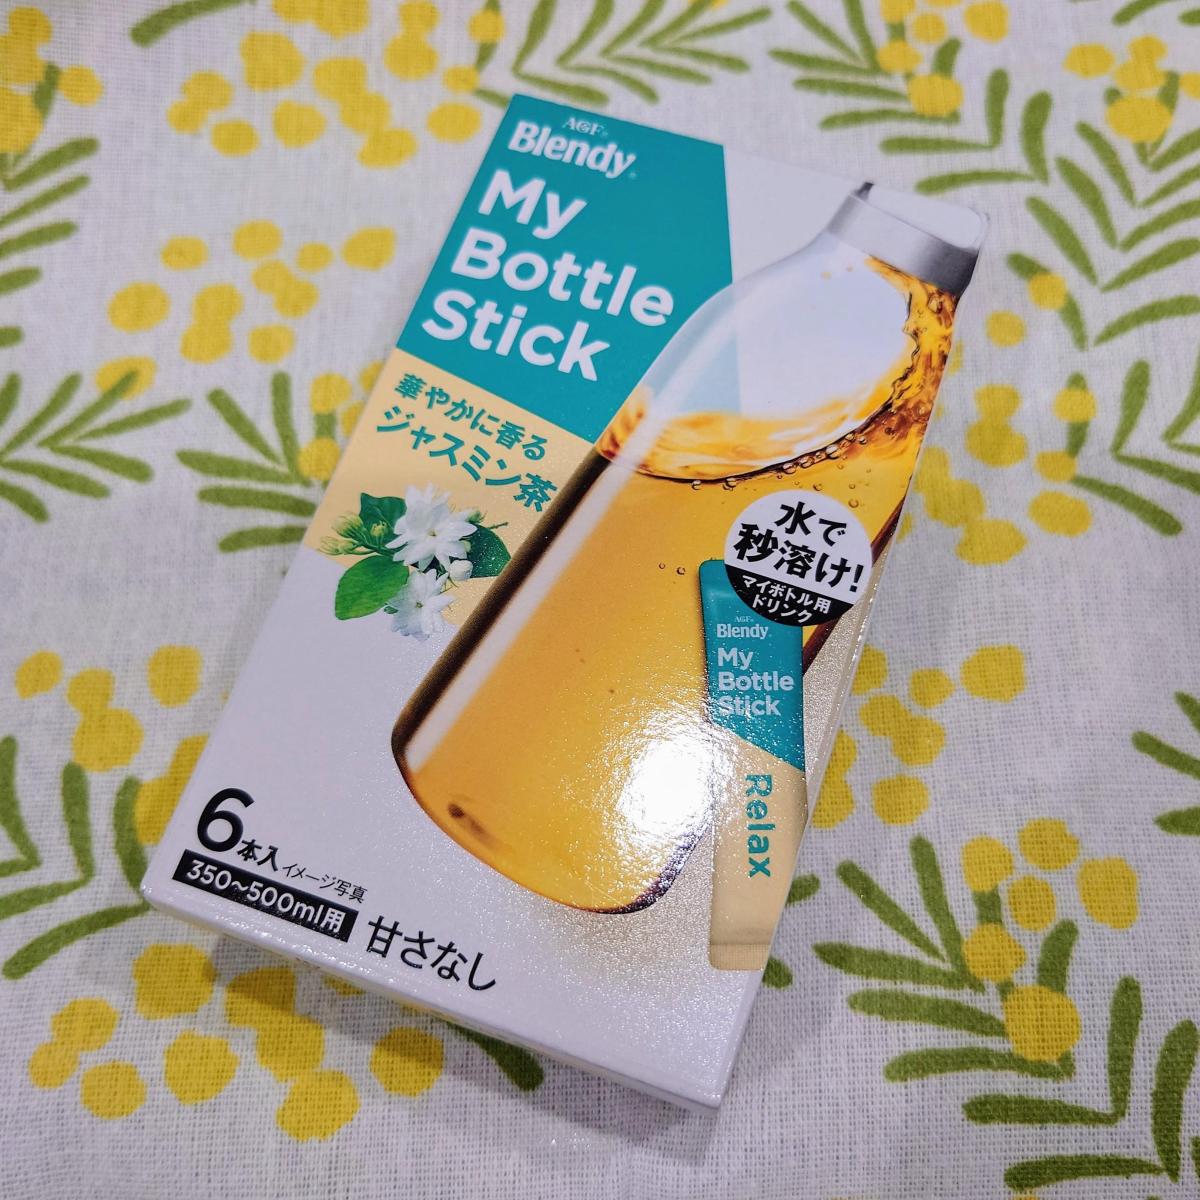 AGF®
Blendy®
My
Bottle
Stick
華やかに香る
ジャスミン茶
水で
秒溶け!
マイボトル用
ドリンク
AGF®
Blendy®
My
Bottle
Stick
Relax
6本入 イメージ写真
350~500ml用 甘さなし